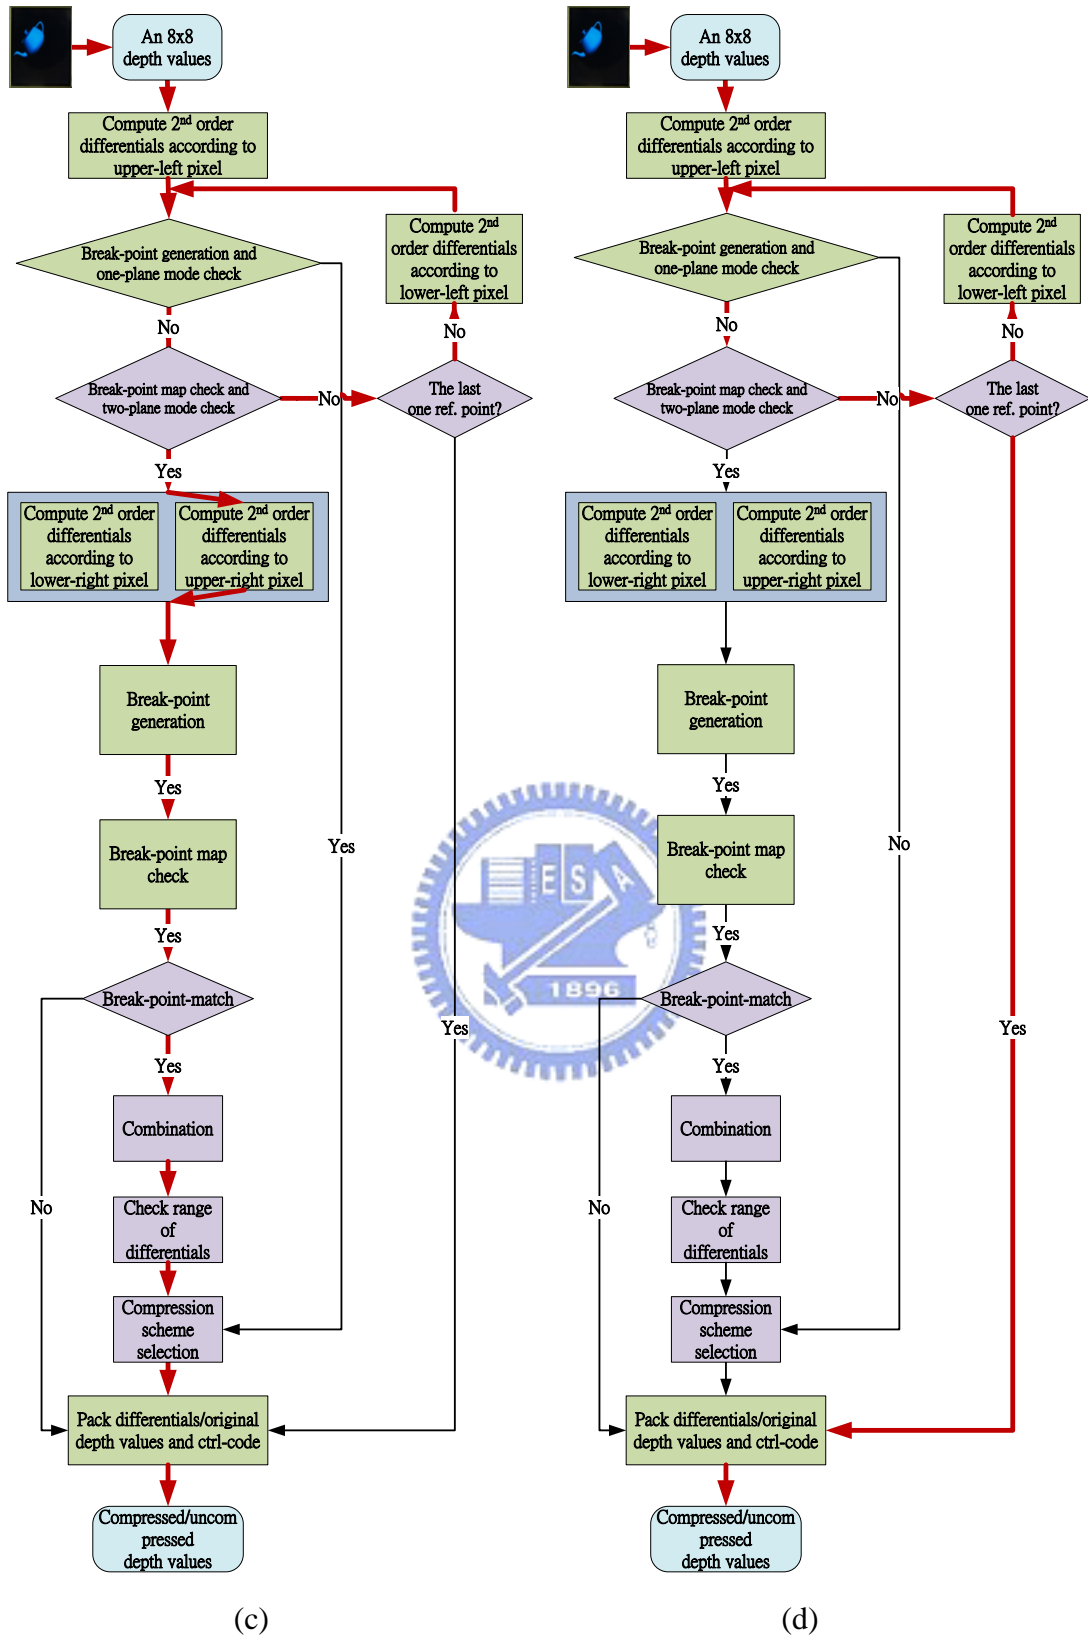 An 8x8
depth values
Compute 2nd order
differentials according to
upper-left pixel
Break-point generation and
one-plane mode check
Compute 2nd
order differentials
according to
lower-left pixel
No
No
Break-point map check and
two-plane mode check
No
The last
one ref. point?
Yes
Compute 2nd order
differentials
according to
lower-right pixel
Compute 2nd order
differentials
according to
upper-right pixel
Break-point
generation
Yes
Break-point map
check
Yes
Yes
Break-point-match
Yes
Yes
Combination
No
Check range
of
differentials
Compression
scheme
selection
Pack differentials/original
depth values and ctrl-code
Compressed/uncom
pressed
depth values
(c)
An 8x8
depth values
Compute 2nd order
differentials according to
upper-left pixel
Break-point generation and
one-plane mode check
Compute 2nd
order differentials
according to
lower-left pixel
No
No
Break-point map check and
two-plane mode check
No
The last
one ref. point?
Yes
Compute 2nd order
differentials
according to
lower-right pixel
Compute 2nd order
differentials
according to
upper-right pixel
Break-point
generation
Yes
Break-point map
check
No
Yes
Break-point-match
Yes
Yes
Combination
No
Check range
of
differentials
Compression
scheme
selection
Pack differentials/original
depth values and ctrl-code
Compressed/uncom
pressed
depth values
(d)
E S A
1896